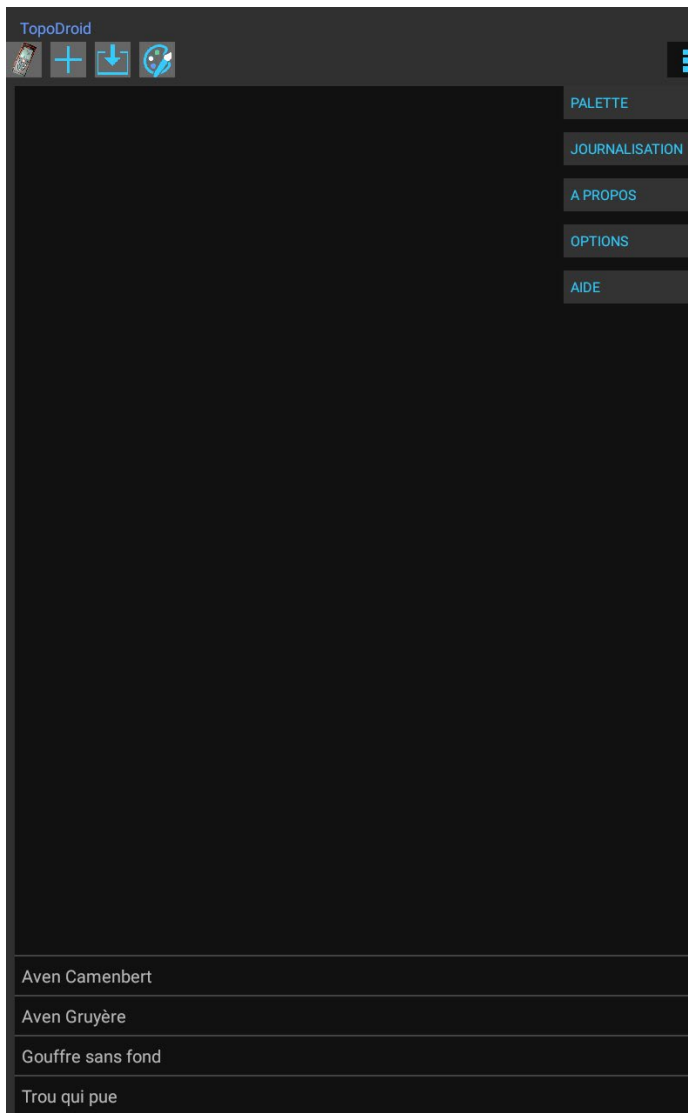 TopoDroid
PALETTE
JOURNALISATION
A PROPOS
OPTIONS
AIDE
Aven Camenbert
Aven Gruyère
Gouffre sans fond
Trou qui pue